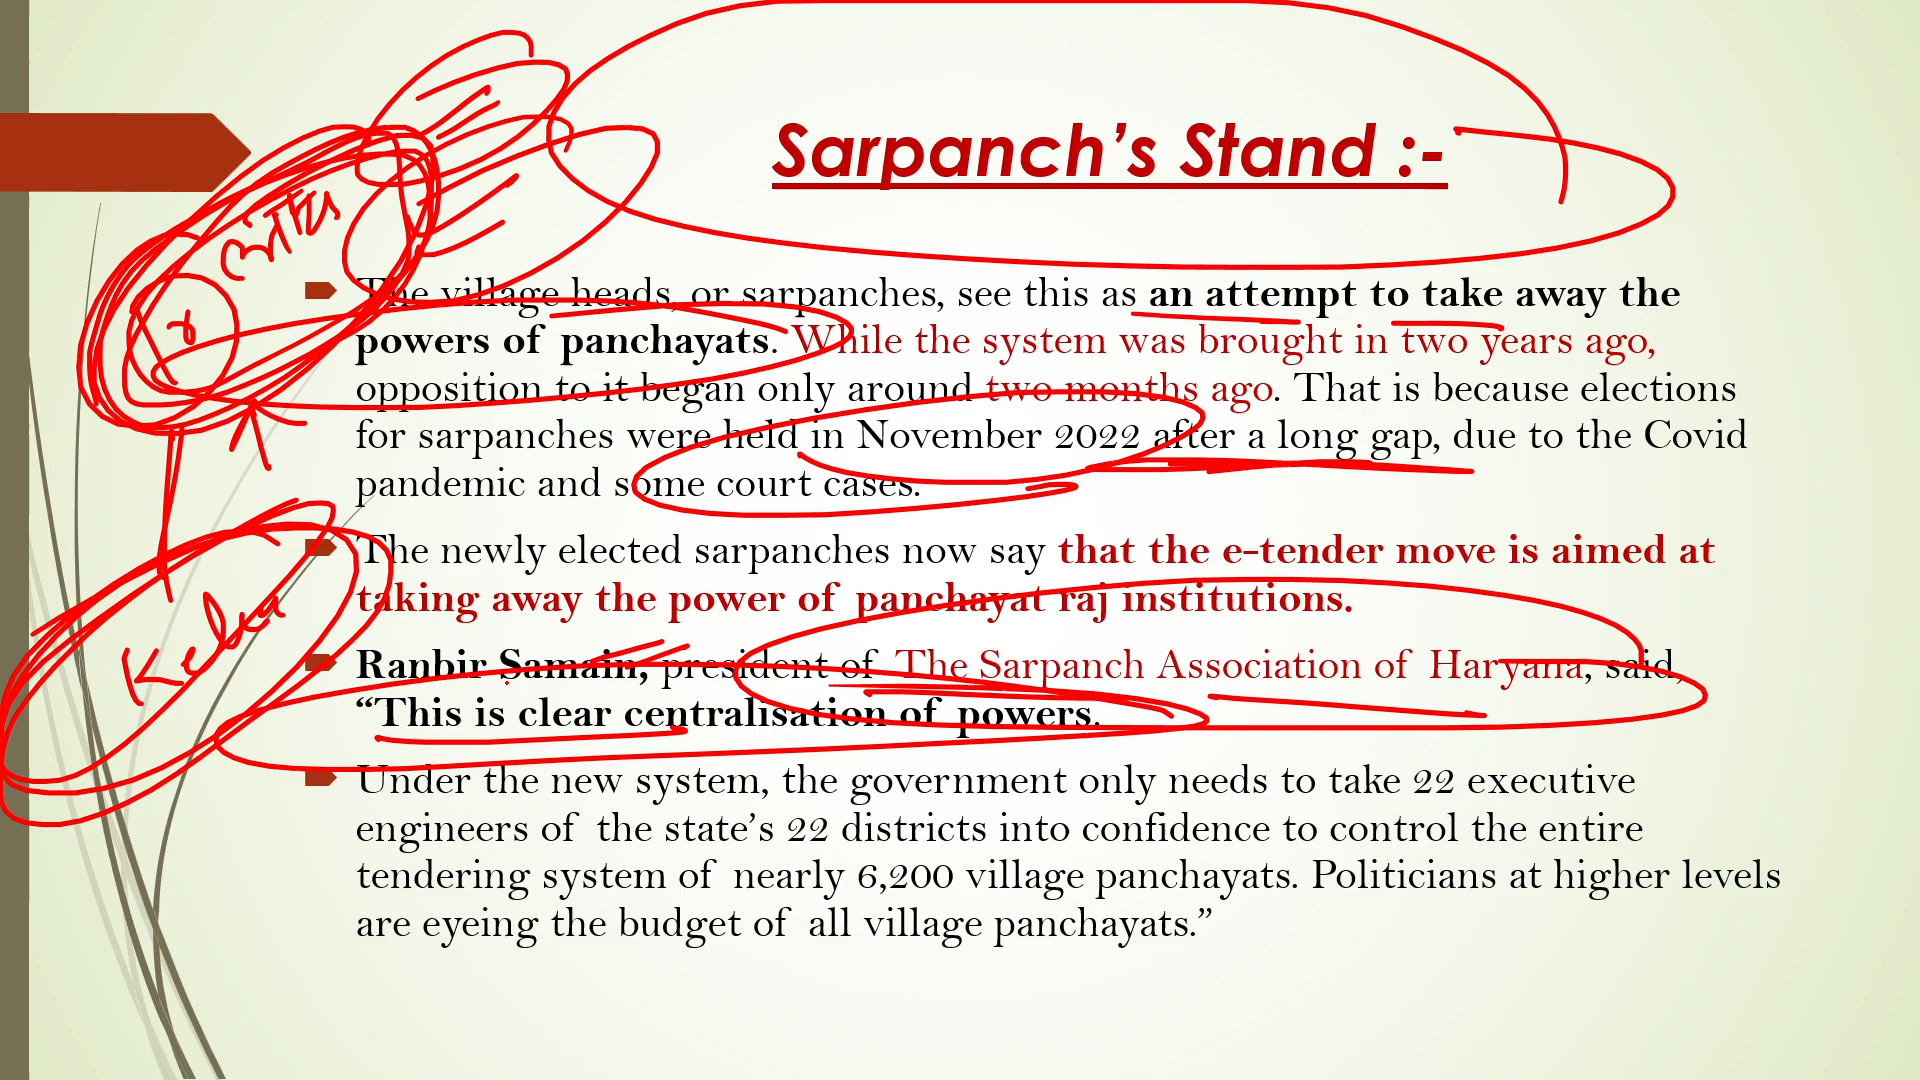 Sarpanch’s Stand :-
The village heads, or sarpanches, see this as an attempt to take away the
powers of panchayats. While the system was brought in two years ago,
opposition to it began only around two months ago. That is because elections
for sarpanches were held in November 2022 after a long gap, due to the Covid
pandemic and some court cases.
The newly elected sarpanches now say that the e-tender move is aimed at
taking away the power of panchayat raj institutions.
Ranbir Samain, president of The Sarpanch Association of Haryana, said,
“This is clear centralisation of powers.
Under the new system, the government only needs to take 22 executive
engineers of the state’s 22 districts into confidence to control the entire
tendering system of nearly 6,200 village panchayats. Politicians at higher levels
are eyeing the budget of all village panchayats.”